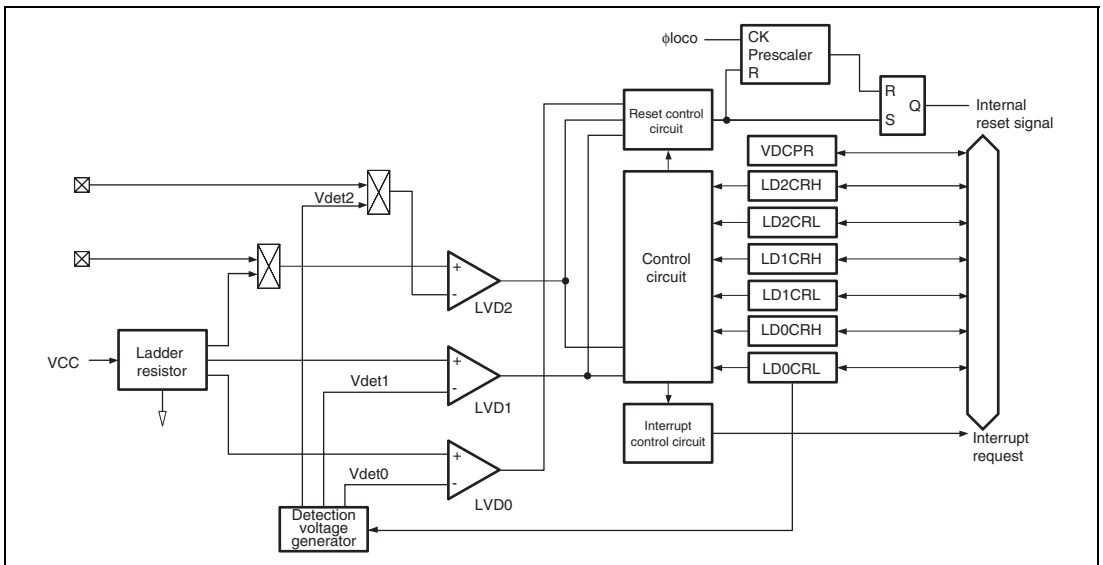 φloco
CK
Prescaler
R
R
Q
S
Internal
reset signal
Reset control
circuit
VDCPR
LD2CRH
LD2CRL
LD1CRH
LD1CRL
LD0CRH
LD0CRL
Control
circuit
Vdet2
+
-
LVD2
VCC
Ladder
resistor
+
-
Vdet1
LVD1
Interrupt
control circuit
Interrupt
request
+
-
Vdet0
LVD0
Detection
voltage
generator